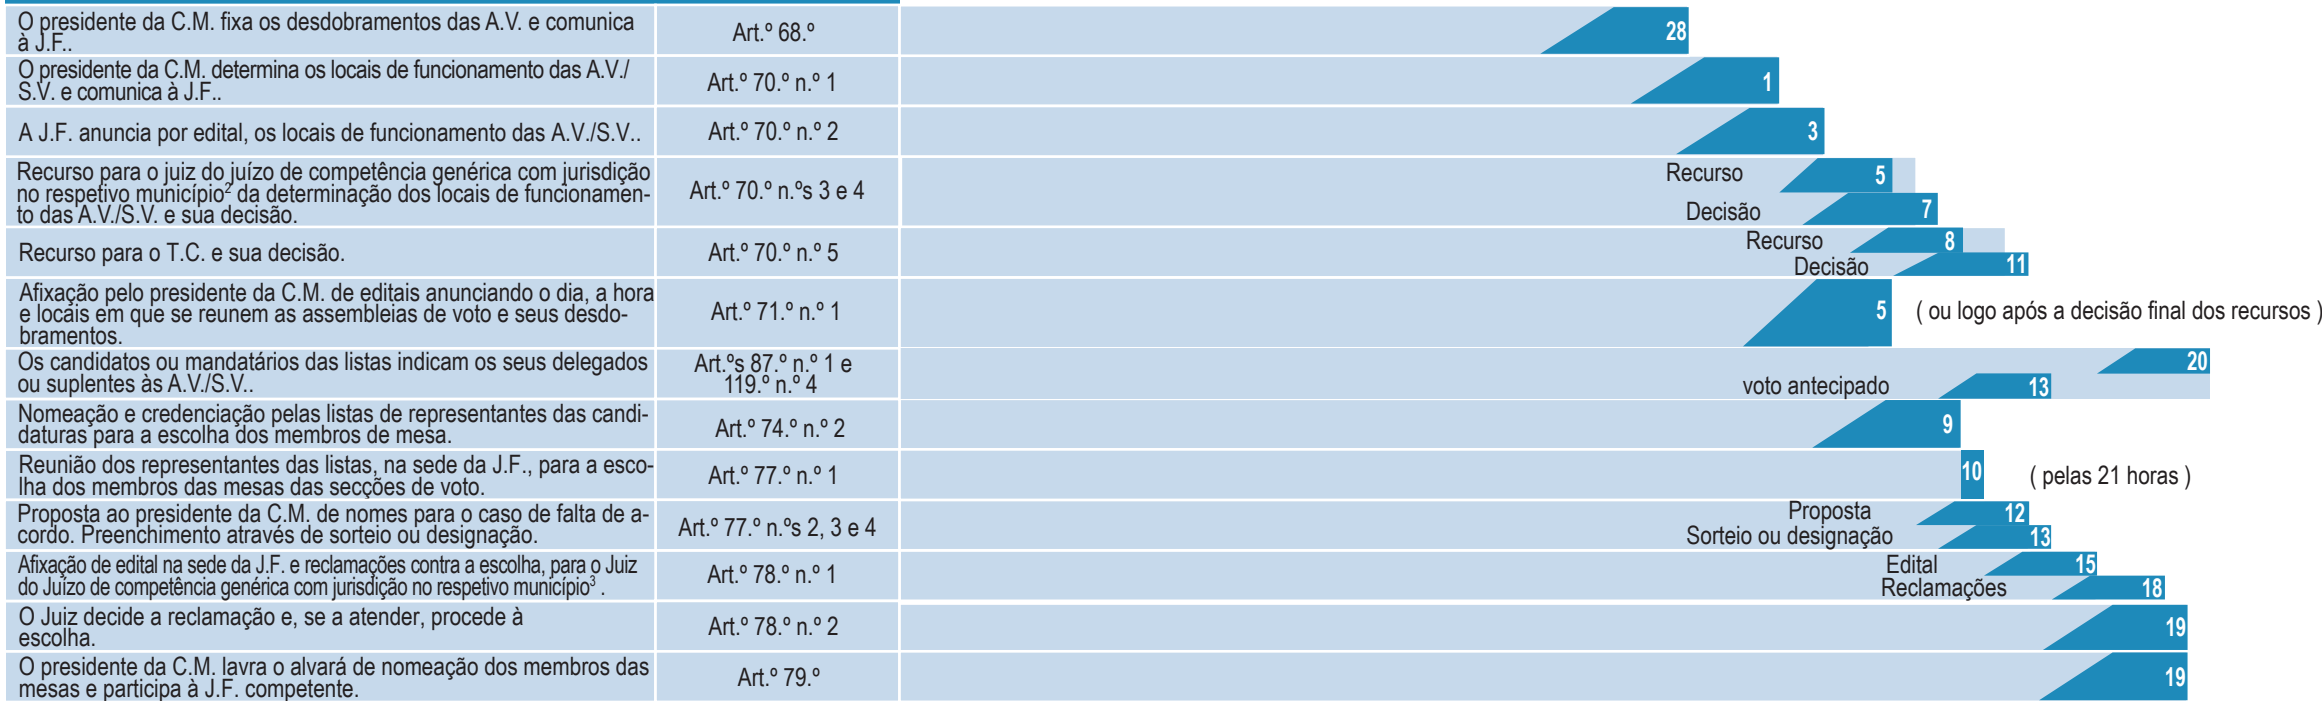 O presidente da C.M. fixa os desdobramentos das A.V. e comunica
à J.F..
Art.º 68.º
28
O presidente da C.M. determina os locais de funcionamento das A.V./
S.V. e comunica à J.F..
Art.º 70.º n.º 1
1
A J.F. anuncia por edital, os locais de funcionamento das A.V./S.V..
Art.º 70.º n.º 2
3
Recurso para o juiz do juízo de competência genérica com jurisdição
no respetivo município² da determinação dos locais de funcionamen-
to das A.V./S.V. e sua decisão.
Art.º 70.º n.ºs 3 e 4
Recurso 5
Decisão 7
Recurso para o T.C. e sua decisão.
Art.º 70.º n.º 5
Recurso 8
Decisão 11
Afixação pelo presidente da C.M. de editais anunciando o dia, a hora
e locais em que se reunem as assembleias de voto e seus desdo-
bramentos.
Art.º 71.º n.º 1
5 ( ou logo após a decisão final dos recursos )
Os candidatos ou mandatários das listas indicam os seus delegados
ou suplentes às A.V./S.V..
Art.ºs 87.º n.º 1 e
119.º n.º 4
20
voto antecipado 13
Nomeação e credenciação pelas listas de representantes das candi-
daturas para a escolha dos membros de mesa.
Art.º 74.º n.º 2
9
Reunião dos representantes das listas, na sede da J.F., para a esco-
lha dos membros das mesas das secções de voto.
Art.º 77.º n.º 1
10 ( pelas 21 horas )
Proposta ao presidente da C.M. de nomes para o caso de falta de a-
cordo. Preenchimento através de sorteio ou designação.
Art.º 77.º n.ºs 2, 3 e 4
Proposta 12
Sorteio ou designação 13
Afixação de edital na sede da J.F. e reclamações contra a escolha, para o Juiz
do Juízo de competência genérica com jurisdição no respetivo município³ .
Art.º 78.º n.º 1
Edital 15
Reclamações 18
O Juiz decide a reclamação e, se a atender, procede à
escolha.
Art.º 78.º n.º 2
19
O presidente da C.M. lavra o alvará de nomeação dos membros das
mesas e participa à J.F. competente.
Art.º 79.º
19